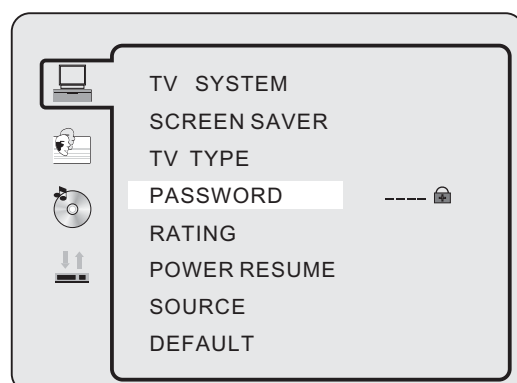 TV SYSTEM
SCREEN SAVER
TV TYPE
PASSWORD ----
RATING
POWER RESUME
SOURCE
DEFAULT